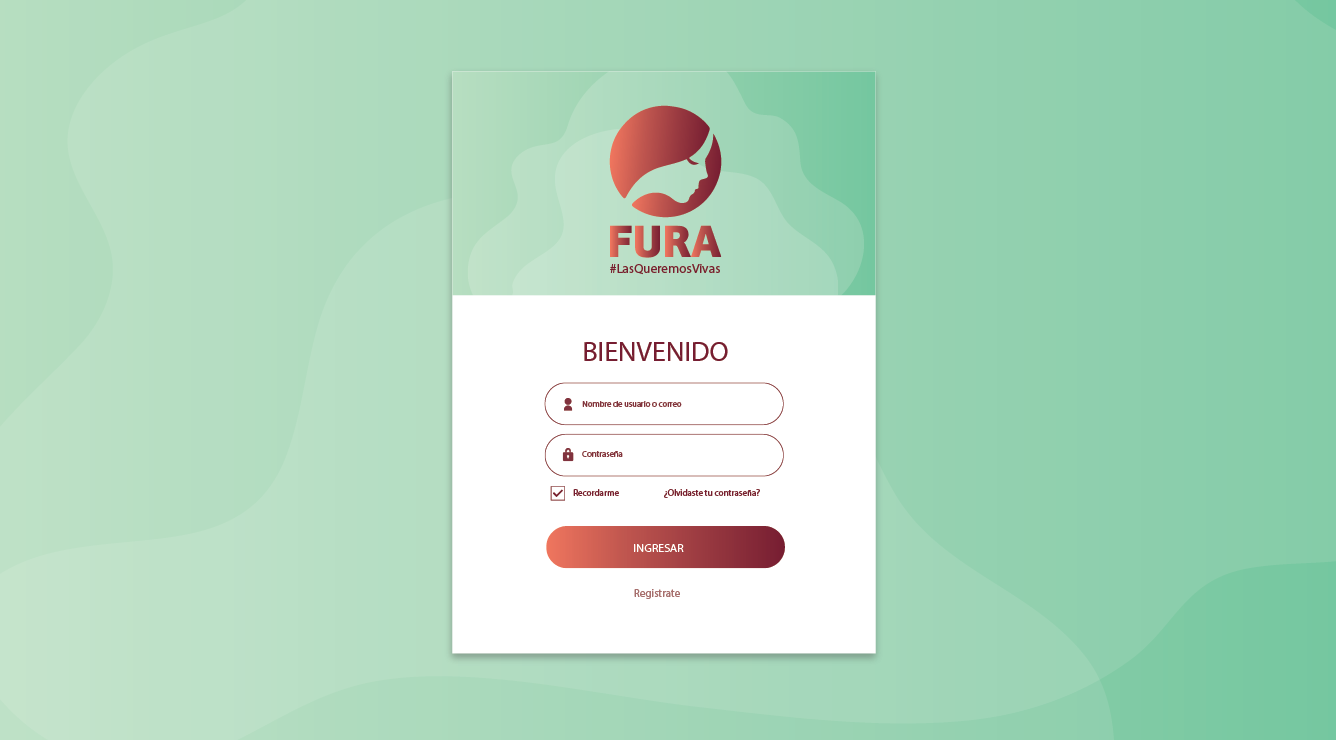 FURA
#LasQueremosVivas
BIENVENIDO
Nombre de usuario o correo
Contraseña
Recordarme ¿Olvidaste tu contraseña?
INGRESAR
Registrate